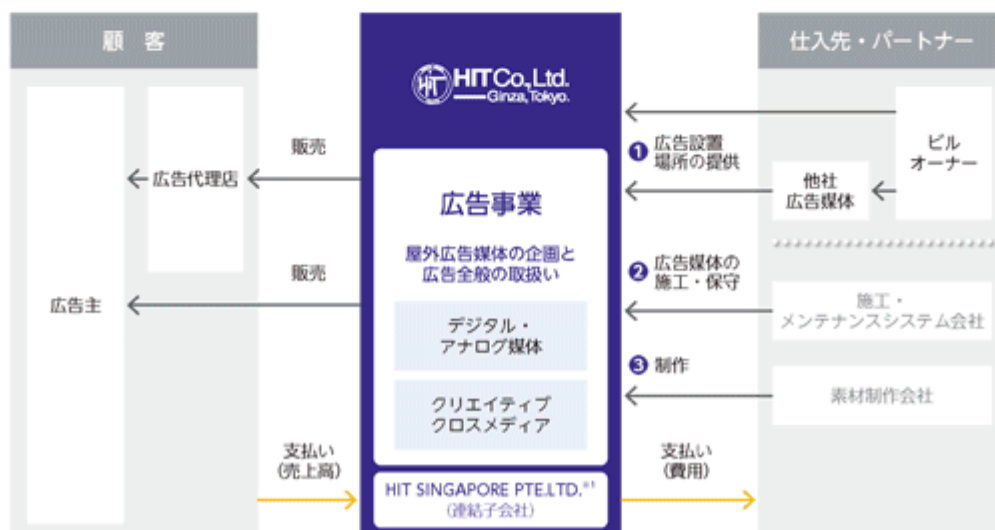 顧 客
広告主
広告代理店
販売
販売
支払い
(売上高)
HIT
HIT Co., Ltd.
Ginza, Tokyo.
広告事業
屋外広告媒体の企画と
広告全般の取扱い
デジタル・
アナログ媒体
クリエイティブ
クロスメディア
HIT SINGAPORE PTE.LTD.※1
(連結子会社)
1 広告設置
場所の提供
2 広告媒体の
施工・保守
3 制作
支払い
(費用)
仕入先・パートナー
ビル
オーナー
他社
広告媒体
施工・
メンテナンスシステム会社
素材制作会社